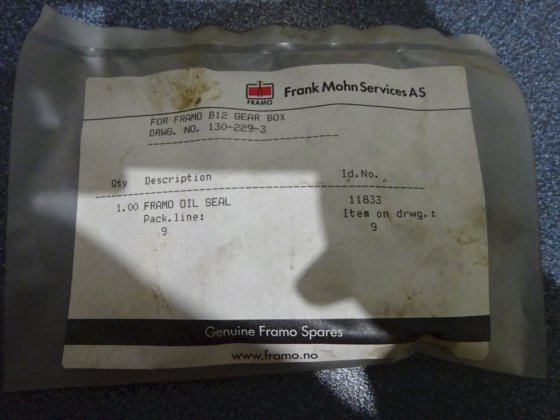 FRAMO
Frank Mohn Services AS
FOR FRAMO B12 GEAR BOX
DRWG. NO. 130-229-3
Qty Description Id.No.
1.00 FRAMO OIL SEAL 11833
Pack.line: Item on drwg.:
9 9
Genuine Framo Spares
www.framo.no